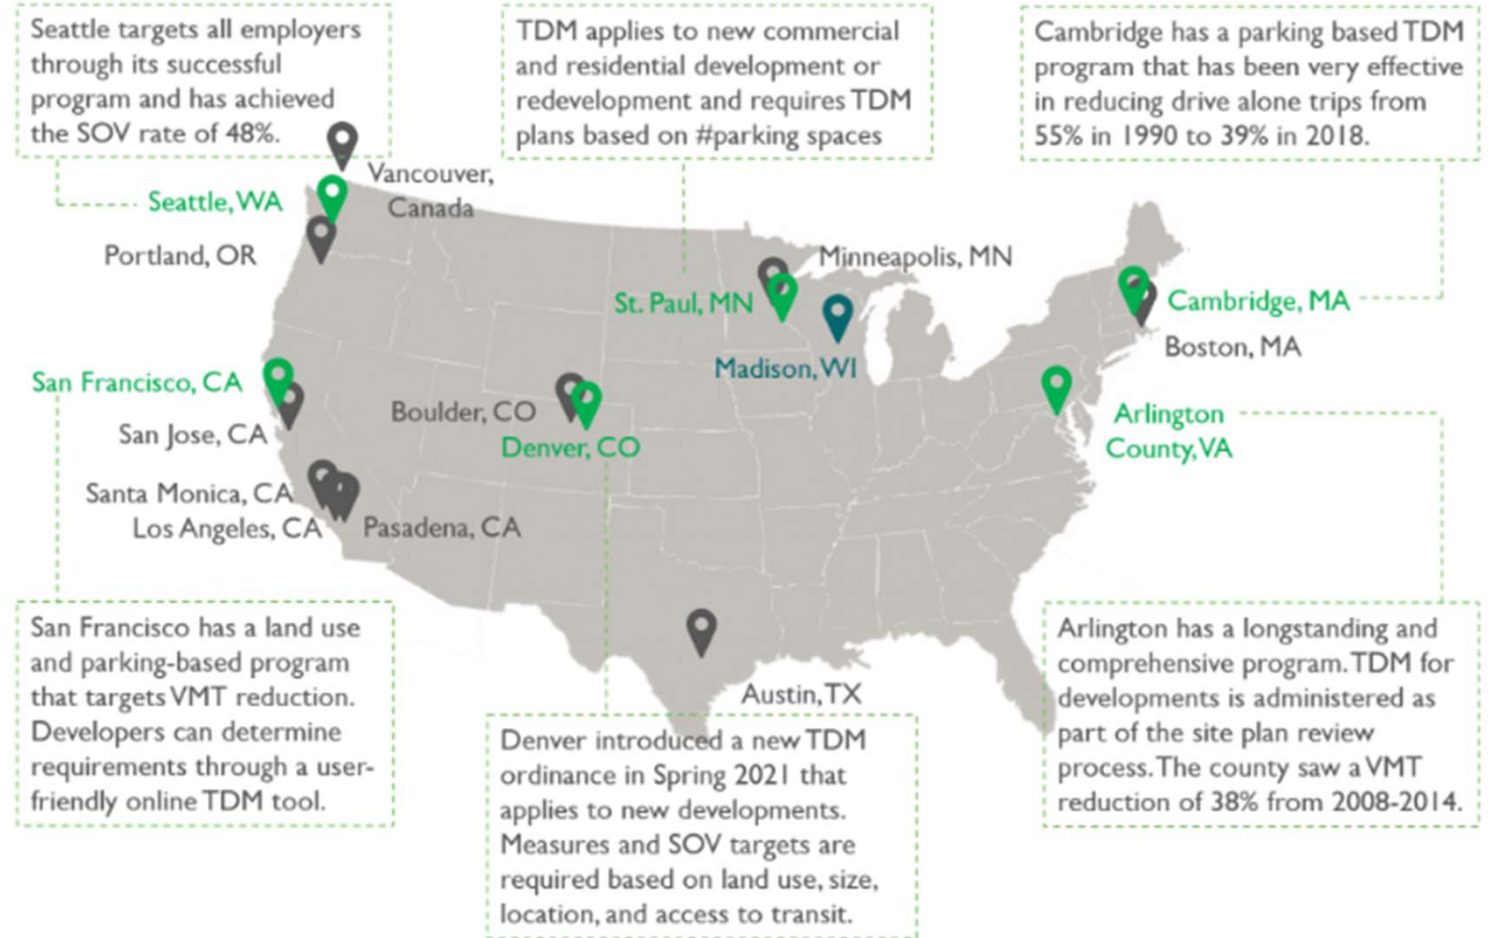 Seattle targets all employers
through its successful
program and has achieved
the SOV rate of 48%.
TDM applies to new commercial
and residential development or
redevelopment and requires TDM
plans based on #parking spaces
Cambridge has a parking based TDM
program that has been very effective
in reducing drive alone trips from
55% in 1990 to 39% in 2018.
Vancouver,
Canada
Seattle, WA
Portland, OR
Minneapolis, MN
St. Paul, MN
Madison, WI
Cambridge, MA
Boston, MA
San Francisco, CA
San Jose, CA
Boulder, CO
Denver, CO
Arlington
County, VA
Santa Monica, CA
Los Angeles, CA
Pasadena, CA
Austin, TX
San Francisco has a land use
and parking-based program
that targets VMT reduction.
Developers can determine
requirements through a user-
friendly online TDM tool.
Denver introduced a new TDM
ordinance in Spring 2021 that
applies to new developments.
Measures and SOV targets are
required based on land use, size,
location, and access to transit.
Arlington has a longstanding and
comprehensive program. TDM for
developments is administered as
part of the site plan review
process. The county saw a VMT
reduction of 38% from 2008-2014.